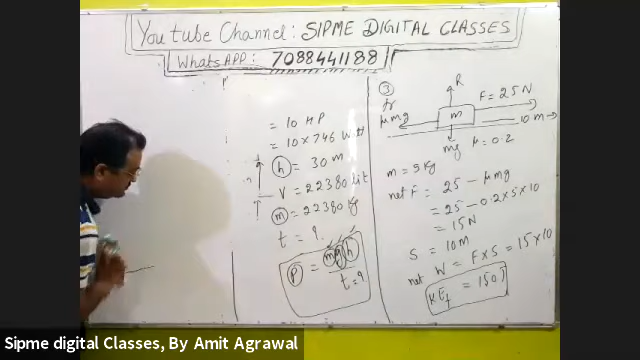 YouTube Channel: SIPME DIGITAL CLASSES
WhatsAPP: 7088441188
P
= 10 HP
= 10 × 746 watt
h = 30 m
V = 22380 lit
m = 22380 kg
t = ?
P = mgh
t = ?
3
R
F = 25 N
fr
μmg
m
10 m →
mg
μ = 0.2
m = 5 kg
net F = 25 - μmg
= 25 - 0.2 × 5 × 10
= 15 N
S = 10 m
net W = F × S = 15 × 10
KEf = 150 J
Sipme digital Classes, By Amit Agrawal